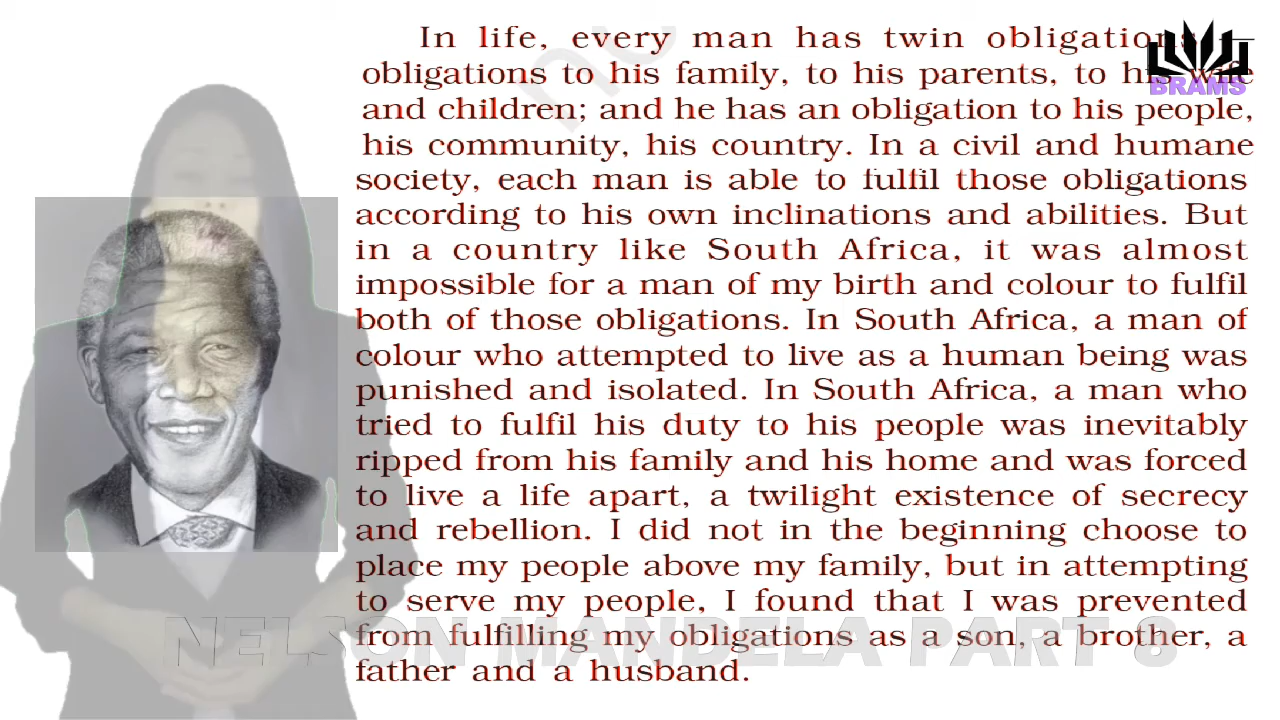 In life, every man has twin obligations —
obligations to his family, to his parents, to his wife
and children; and he has an obligation to his people,
his community, his country. In a civil and humane
society, each man is able to fulfil those obligations
according to his own inclinations and abilities. But
in a country like South Africa, it was almost
impossible for a man of my birth and colour to fulfil
both of those obligations. In South Africa, a man of
colour who attempted to live as a human being was
punished and isolated. In South Africa, a man who
tried to fulfil his duty to his people was inevitably
ripped from his family and his home and was forced
to live a life apart, a twilight existence of secrecy
and rebellion. I did not in the beginning choose to
place my people above my family, but in attempting
to serve my people, I found that I was prevented
from fulfilling my obligations as a son, a brother, a
father and a husband.
BRAMS
NELSON MANDELA PART 8